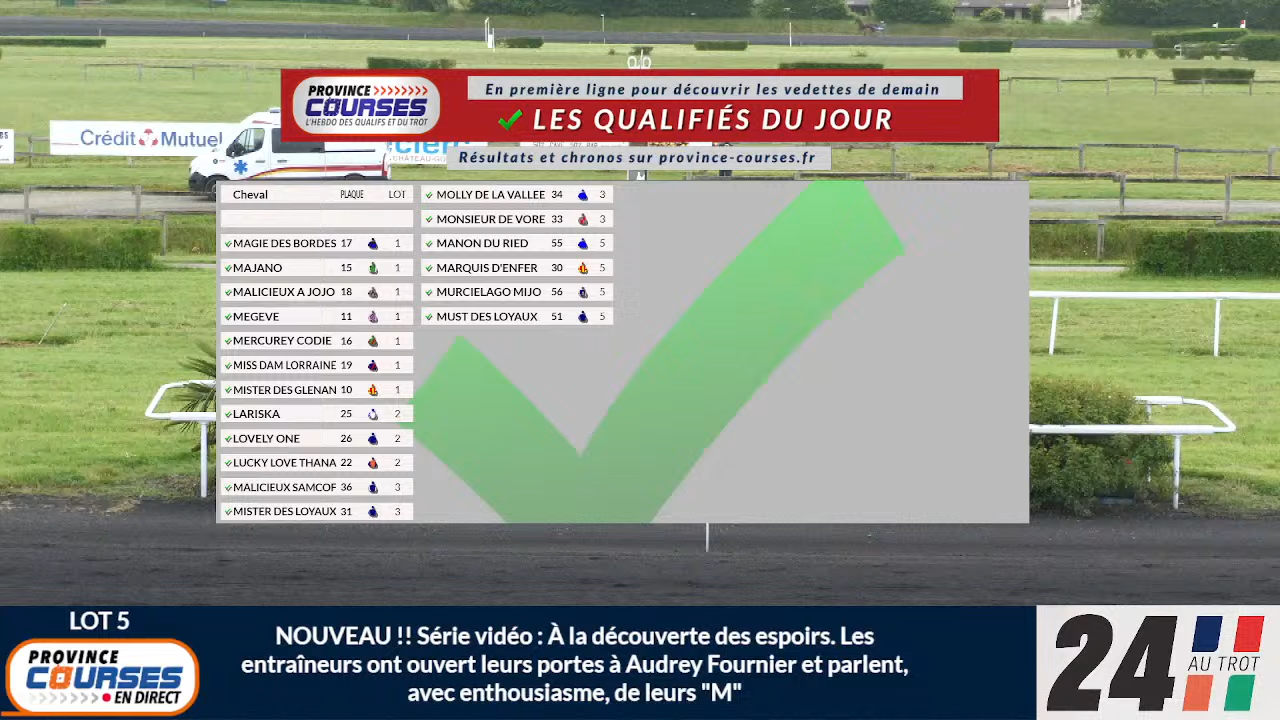 PROVINCE
COURSES
L'HEBDO DES QUALIFS ET DU TROT
En première ligne pour découvrir les vedettes de demain
LES QUALIFIÉS DU JOUR
Résultats et chronos sur province-courses.fr
Crédit Mutuel
Cheval PLAQUE LOT
MAGIE DES BORDES 17 1
MAJANO 15 1
MALICIEUX A JOJO 18 1
MEGEVE 11 1
MERCUREY CODIE 16 1
MISS DAM LORRAINE 19 1
MISTER DES GLENAN 10 1
LARISKA 25 2
LOVELY ONE 26 2
LUCKY LOVE THANA 22 2
MALICIEUX SAMCOF 36 3
MISTER DES LOYAUX 31 3
MOLLY DE LA VALLEE 34 3
MONSIEUR DE VORE 33 3
MANON DU RIED 55 5
MARQUIS D'ENFER 30 5
MURCIELAGO MIJO 56 5
MUST DES LOYAUX 51 5
LOT 5
PROVINCE
COURSES
EN DIRECT
NOUVEAU !! Série vidéo : À la découverte des espoirs. Les
entraîneurs ont ouvert leurs portes à Audrey Fournier et parlent,
avec enthousiasme, de leurs "M"
24
AU TROT